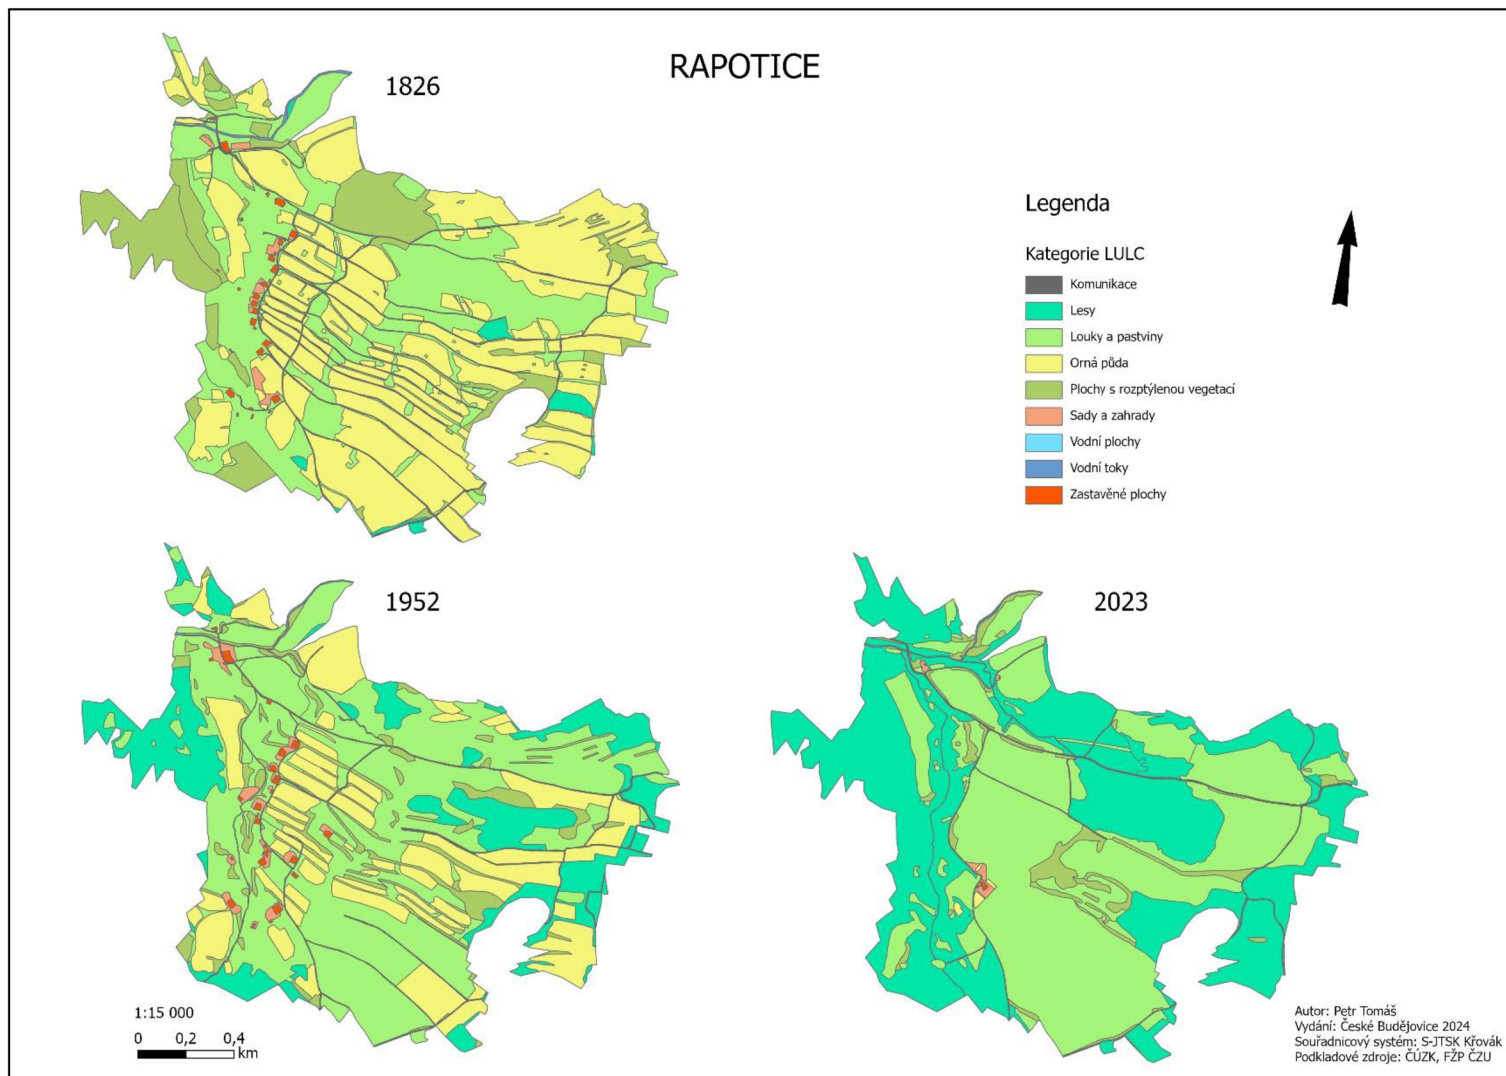 RAPOTICE
1826
Legenda
Kategorie LULC
Komunikace
Lesy
Louky a pastviny
Orná půda
Plochy s rozptýlenou vegetací
Sady a zahrady
Vodní plochy
Vodní toky
Zastavěné plochy
1952
2023
1:15 000
0 0,2 0,4
km
Autor: Petr Tomáš
Vydání: České Budějovice 2024
Souřadnicový systém: S-JTSK Křovák
Podkladové zdroje: ČÚZK, FŽP ČZU